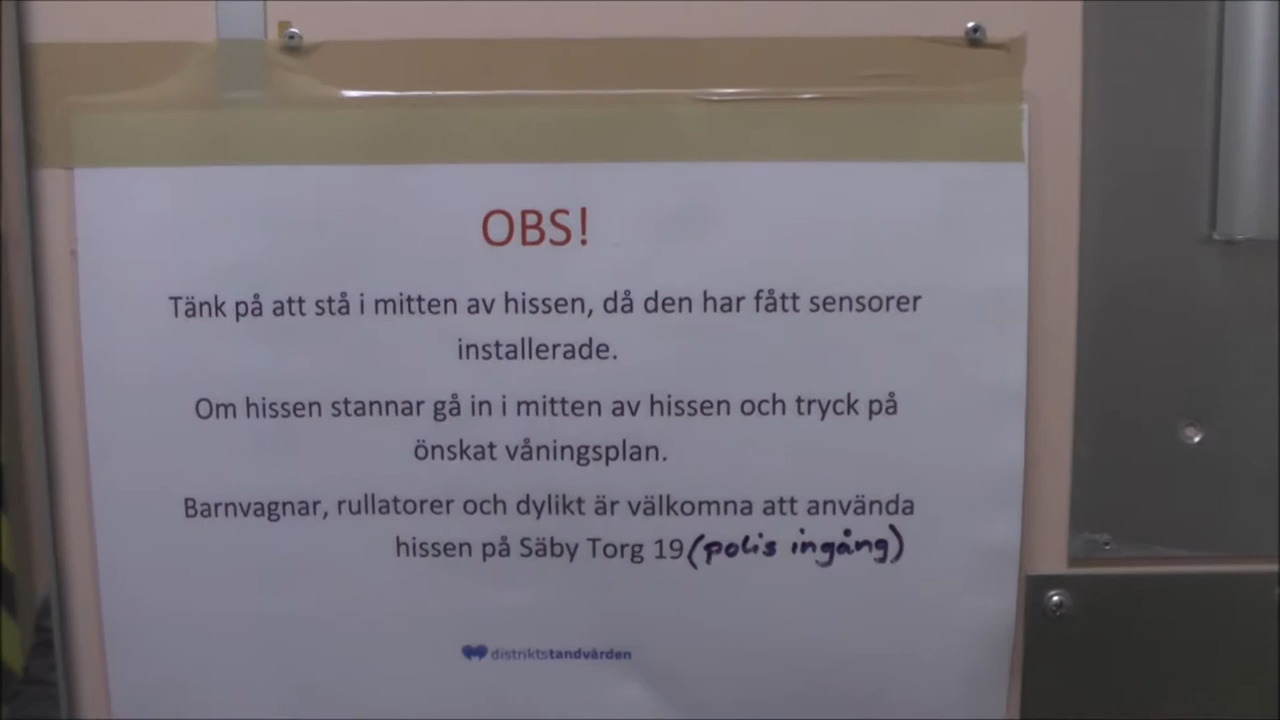 OBS!
Tänk på att stå i mitten av hissen, då den har fått sensorer
installerade.
Om hissen stannar gå in i mitten av hissen och tryck på
önskat våningsplan.
Barnvagnar, rullatorer och dylikt är välkomna att använda
hissen på Säby Torg 19 (polis ingång)
distriktstandvården